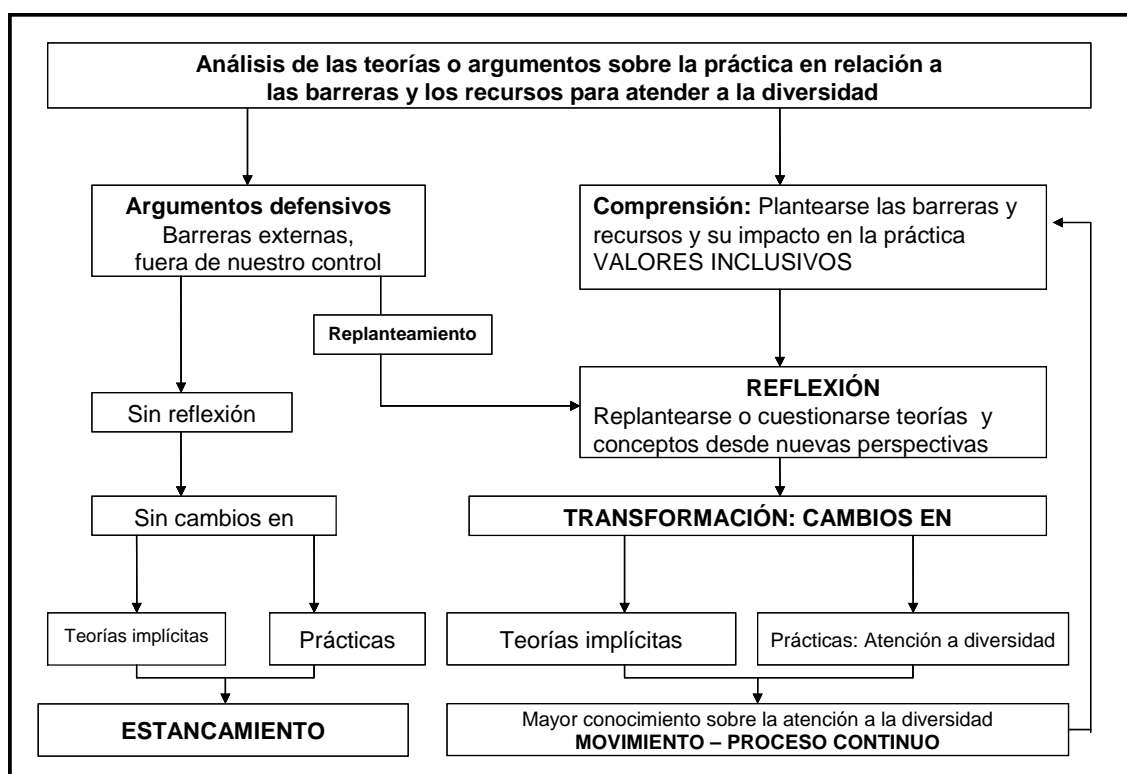 Análisis de las teorías o argumentos sobre la práctica en relación a
las barreras y los recursos para atender a la diversidad
Argumentos defensivos
Barreras externas,
fuera de nuestro control
Comprensión: Plantearse las barreras y
recursos y su impacto en la práctica
VALORES INCLUSIVOS
Replanteamiento
REFLEXIÓN
Replantearse o cuestionarse teorías y
conceptos desde nuevas perspectivas
Sin reflexión
Sin cambios en
TRANSFORMACIÓN: CAMBIOS EN
Teorías implícitas
Prácticas
Teorías implícitas
Prácticas: Atención a diversidad
ESTANCAMIENTO
Mayor conocimiento sobre la atención a la diversidad
MOVIMIENTO – PROCESO CONTINUO